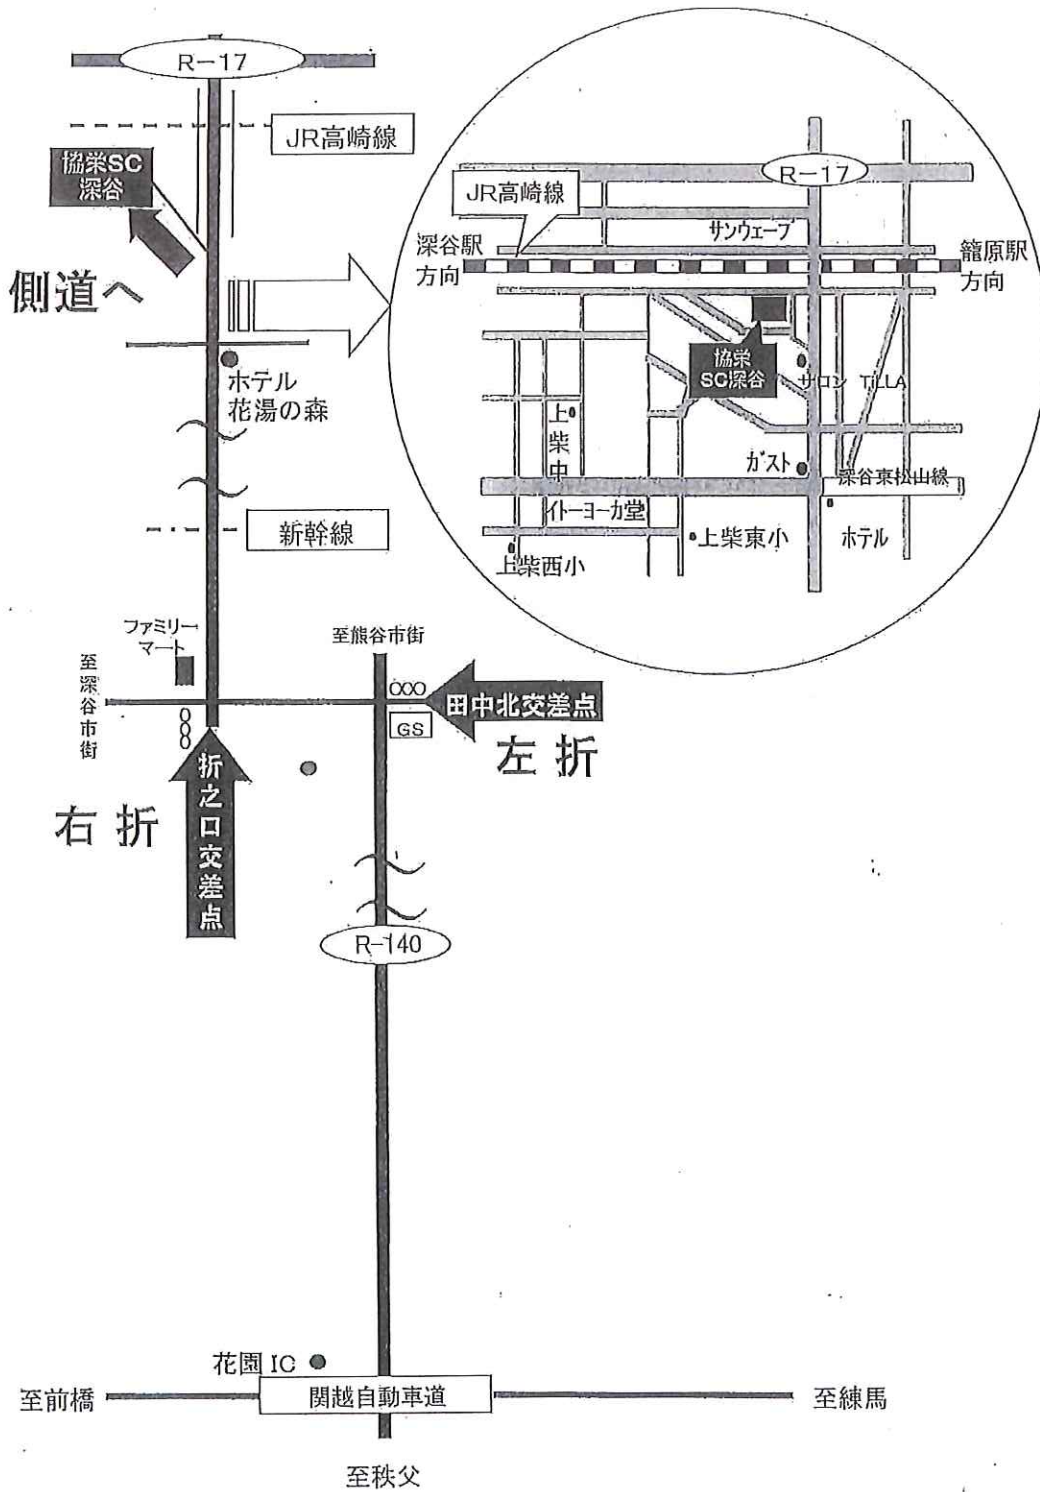 R-17
JR高崎線
協栄SC
深谷
側道へ
ホテル
花湯の森
新幹線
R-17
JR高崎線
サンウェーブ
深谷駅
方向
籠原駅
方向
協栄
SC深谷
サロン TiLLA
上柴中
ガスト
深谷東松山線
イトーヨーカ堂
上柴東小
ホテル
上柴西小
ファミリー
マート
至熊谷市街
至深谷市街
田中北交差点
GS
左折
折之口交差点
右折
R-140
花園 IC
至前橋
関越自動車道
至練馬
至秩父